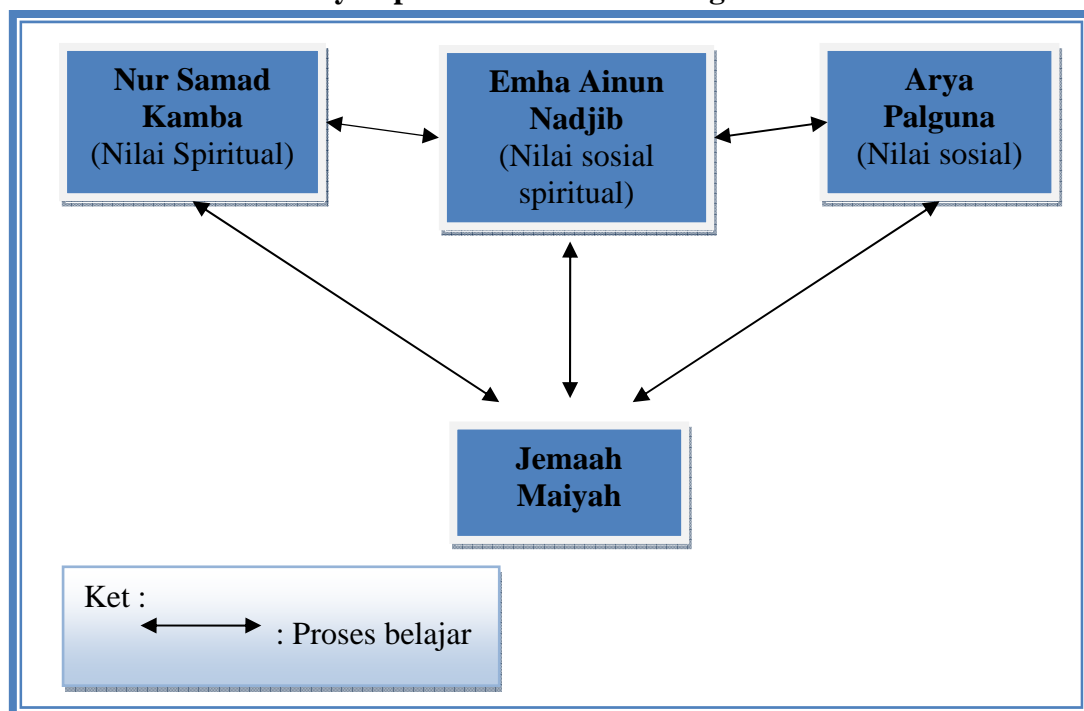 Nur Samad
Kamba
(Nilai Spiritual)
Emha Ainun
Nadjib
(Nilai sosial
spiritual)
Arya
Palguna
(Nilai sosial)
Jemaah
Maiyah
Ket :
: Proses belajar